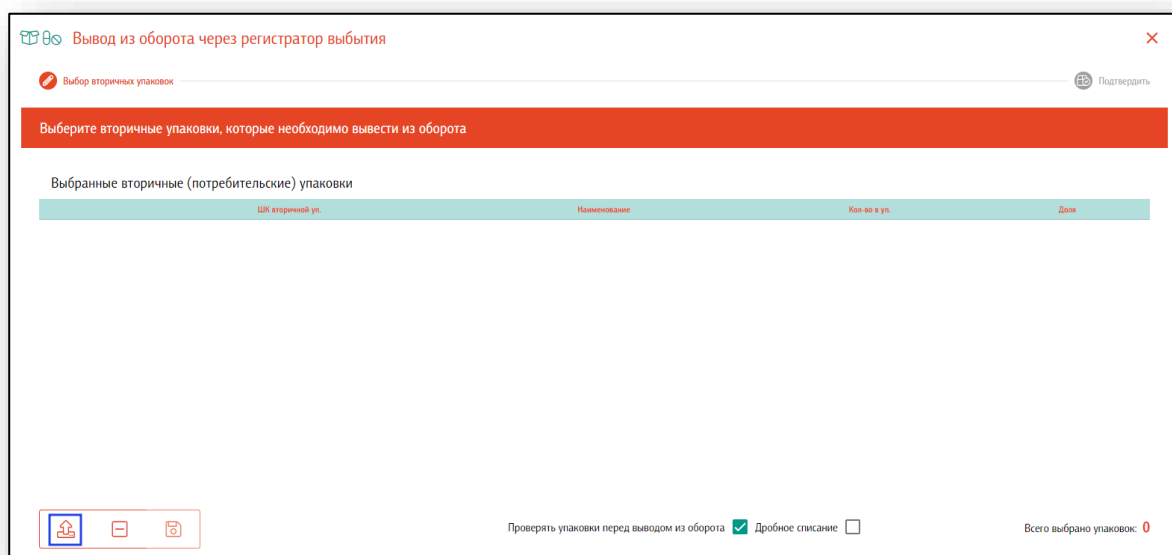 Вывод из оборота через регистратор выбытия
Выбор вторичных упаковок
Подтвердить
Выберите вторичные упаковки, которые необходимо вывести из оборота
Выбранные вторичные (потребительские) упаковки
ШК вторичной уп. Наименование Кол-во в уп. Доля
Проверять упаковки перед выводом из оборота Дробное списание Всего выбрано упаковок: 0